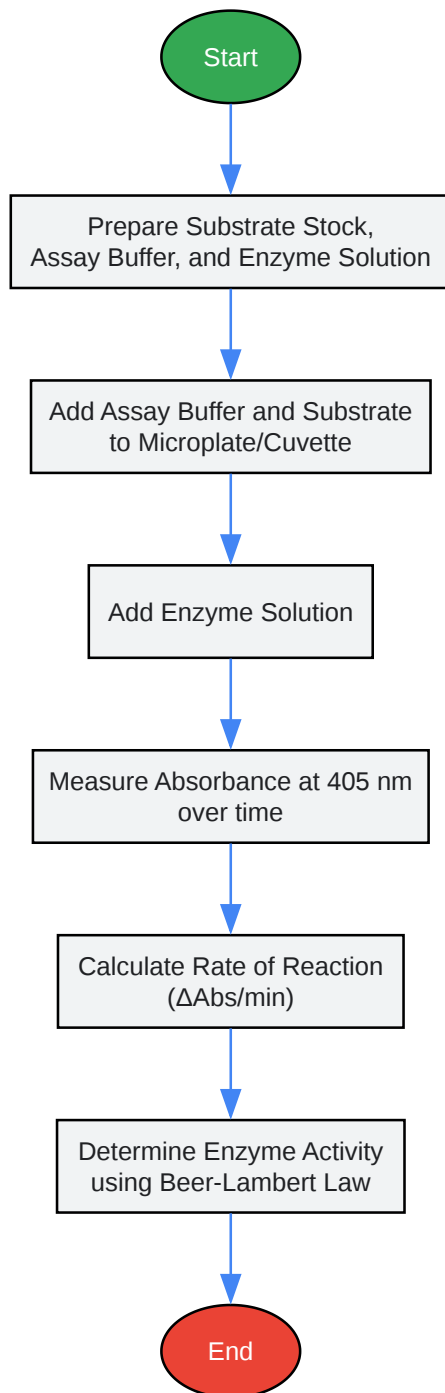 Start
Prepare Substrate Stock,
Assay Buffer, and Enzyme Solution
Add Assay Buffer and Substrate
to Microplate/Cuvette
Add Enzyme Solution
Measure Absorbance at 405 nm
over time
Calculate Rate of Reaction
(ΔAbs/min)
Determine Enzyme Activity
using Beer-Lambert Law
End